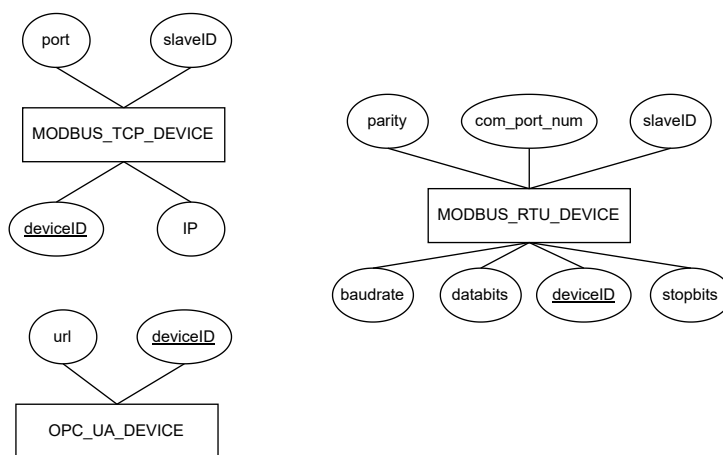 port
slaveID
MODBUS_TCP_DEVICE
deviceID
IP
parity
com_port_num
slaveID
MODBUS_RTU_DEVICE
baudrate
databits
deviceID
stopbits
url
deviceID
OPC_UA_DEVICE